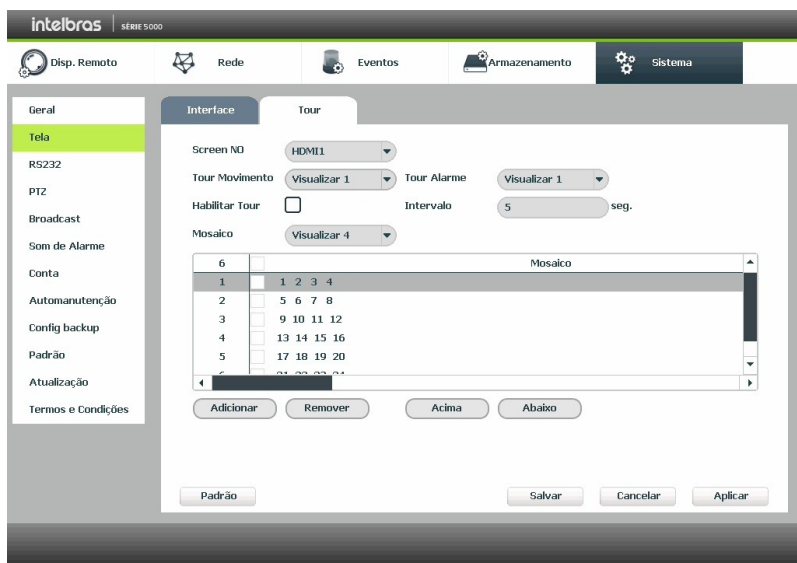 intelbras SÉRIE 5000
Disp. Remoto Rede Eventos Armazenamento Sistema
Geral
Tela
RS232
PTZ
Broadcast
Som de Alarme
Conta
Automanutenção
Config backup
Padrão
Atualização
Termos e Condições
Interface Tour
Screen NO HDMI1
Tour Movimento Visualizar 1 Tour Alarme Visualizar 1
Habilitar Tour Intervalo 5 seg.
Mosaico Visualizar 4
6 Mosaico
1 1 2 3 4
2 5 6 7 8
3 9 10 11 12
4 13 14 15 16
5 17 18 19 20
Adicionar Remover Acima Abaixo
Padrão Salvar Cancelar Aplicar